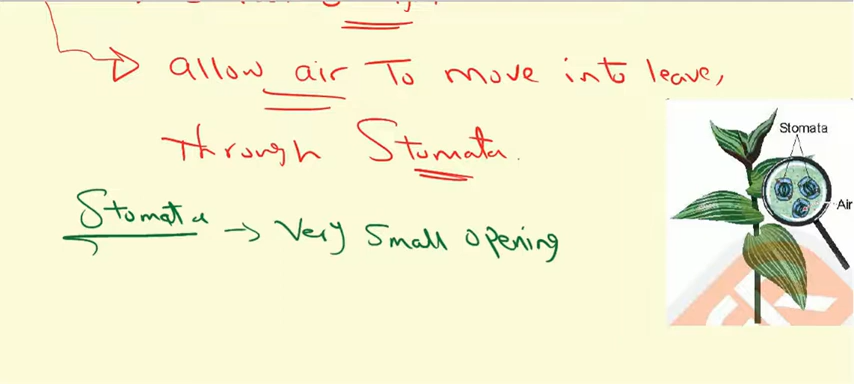 allow air To move into leave,
Through Stomata.
Stomata → Very Small opening
Stomata
Air